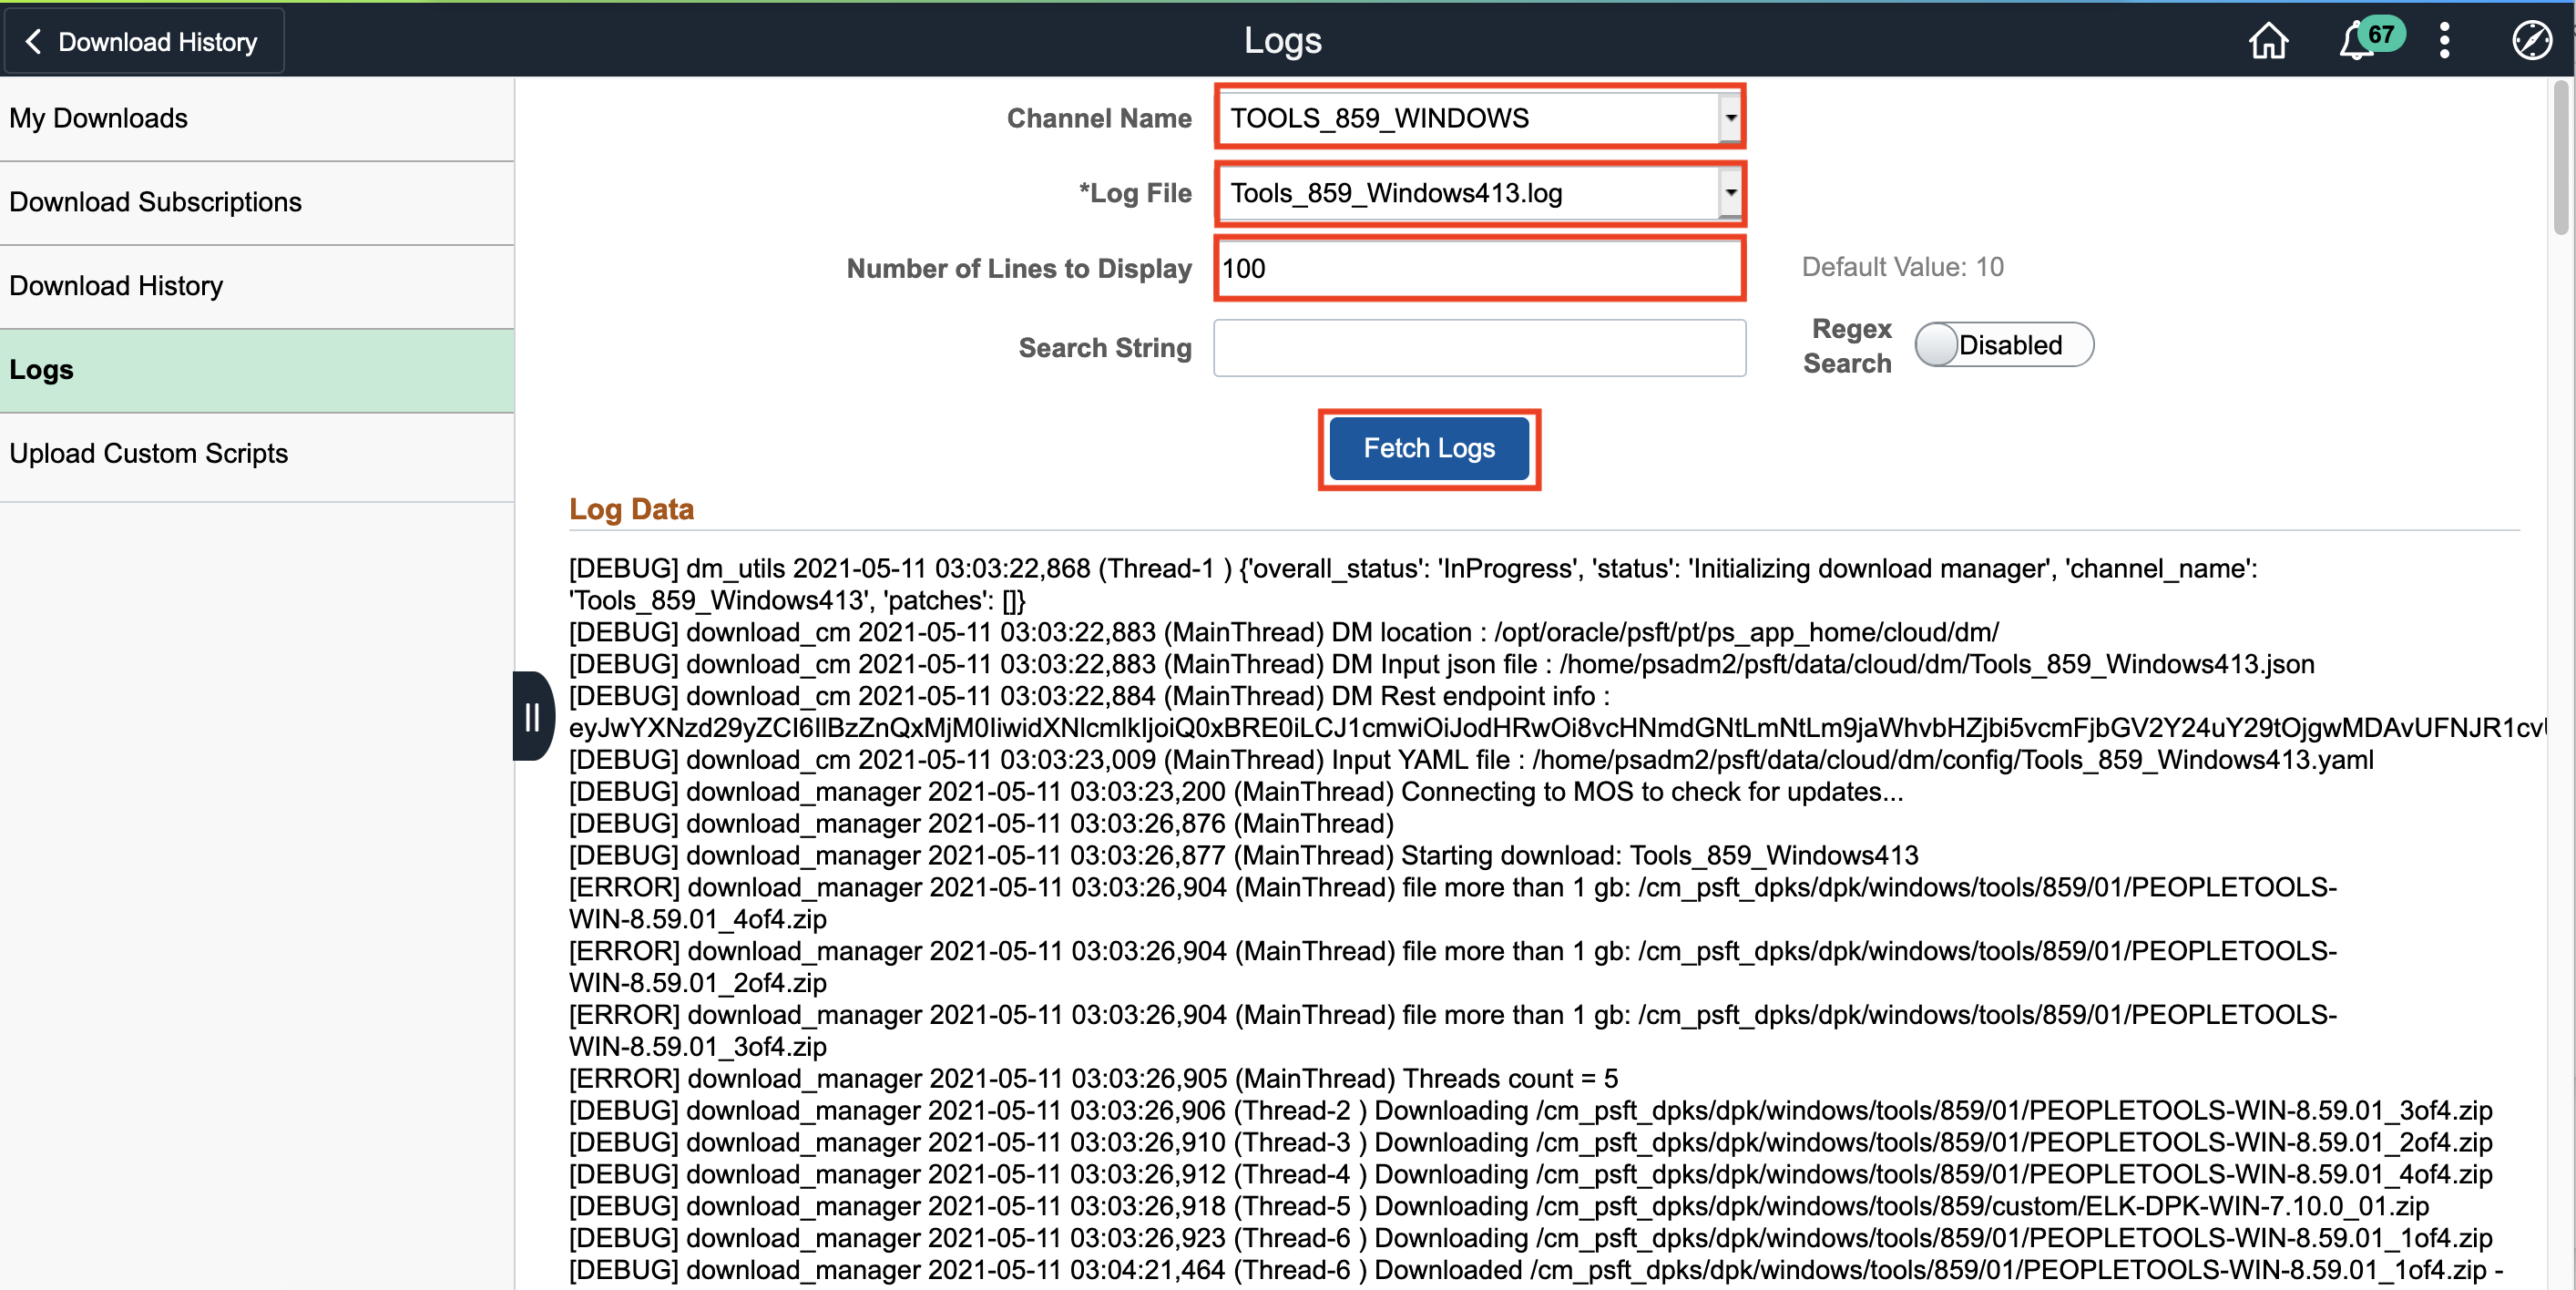 Download History
Logs
67
My Downloads
Download Subscriptions
Download History
Logs
Upload Custom Scripts
Channel Name TOOLS_859_WINDOWS
*Log File Tools_859_Windows413.log
Number of Lines to Display 100 Default Value: 10
Search String Regex Search Disabled
Fetch Logs
Log Data
[DEBUG] dm_utils 2021-05-11 03:03:22,868 (Thread-1 ) {'overall_status': 'InProgress', 'status': 'Initializing download manager', 'channel_name':
'Tools_859_Windows413', 'patches': []}
[DEBUG] download_cm 2021-05-11 03:03:22,883 (MainThread) DM location : /opt/oracle/psft/pt/ps_app_home/cloud/dm/
[DEBUG] download_cm 2021-05-11 03:03:22,883 (MainThread) DM Input json file : /home/psadm2/psft/data/cloud/dm/Tools_859_Windows413.json
[DEBUG] download_cm 2021-05-11 03:03:22,884 (MainThread) DM Rest endpoint info :
[DEBUG] download_cm 2021-05-11 03:03:23,009 (MainThread) Input YAML file : /home/psadm2/psft/data/cloud/dm/config/Tools_859_Windows413.yaml
[DEBUG] download_manager 2021-05-11 03:03:23,200 (MainThread) Connecting to MOS to check for updates...
[DEBUG] download_manager 2021-05-11 03:03:26,876 (MainThread)
[DEBUG] download_manager 2021-05-11 03:03:26,877 (MainThread) Starting download: Tools_859_Windows413
[ERROR] download_manager 2021-05-11 03:03:26,904 (MainThread) file more than 1 gb: /cm_psft_dpks/dpk/windows/tools/859/01/PEOPLETOOLS-
WIN-8.59.01_4of4.zip
[ERROR] download_manager 2021-05-11 03:03:26,904 (MainThread) file more than 1 gb: /cm_psft_dpks/dpk/windows/tools/859/01/PEOPLETOOLS-
WIN-8.59.01_2of4.zip
[ERROR] download_manager 2021-05-11 03:03:26,904 (MainThread) file more than 1 gb: /cm_psft_dpks/dpk/windows/tools/859/01/PEOPLETOOLS-
WIN-8.59.01_3of4.zip
[ERROR] download_manager 2021-05-11 03:03:26,905 (MainThread) Threads count = 5
[DEBUG] download_manager 2021-05-11 03:03:26,906 (Thread-2 ) Downloading /cm_psft_dpks/dpk/windows/tools/859/01/PEOPLETOOLS-WIN-8.59.01_3of4.zip
[DEBUG] download_manager 2021-05-11 03:03:26,910 (Thread-3 ) Downloading /cm_psft_dpks/dpk/windows/tools/859/01/PEOPLETOOLS-WIN-8.59.01_2of4.zip
[DEBUG] download_manager 2021-05-11 03:03:26,912 (Thread-4 ) Downloading /cm_psft_dpks/dpk/windows/tools/859/01/PEOPLETOOLS-WIN-8.59.01_4of4.zip
[DEBUG] download_manager 2021-05-11 03:03:26,918 (Thread-5 ) Downloading /cm_psft_dpks/dpk/windows/tools/859/custom/ELK-DPK-WIN-7.10.0_01.zip
[DEBUG] download_manager 2021-05-11 03:03:26,923 (Thread-6 ) Downloading /cm_psft_dpks/dpk/windows/tools/859/01/PEOPLETOOLS-WIN-8.59.01_1of4.zip
[DEBUG] download_manager 2021-05-11 03:04:21,464 (Thread-6 ) Downloaded /cm_psft_dpks/dpk/windows/tools/859/01/PEOPLETOOLS-WIN-8.59.01_1of4.zip -